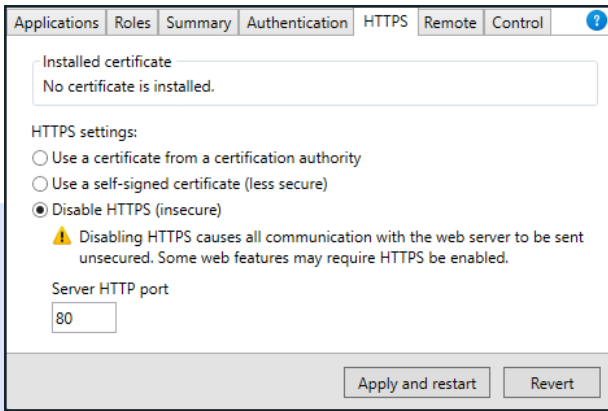 Applications Roles Summary Authentication HTTPS Remote Control ?
Installed certificate
No certificate is installed.
HTTPS settings:
Use a certificate from a certification authority
Use a self-signed certificate (less secure)
Disable HTTPS (insecure)
Disabling HTTPS causes all communication with the web server to be sent
unsecured. Some web features may require HTTPS be enabled.
Server HTTP port
80
Apply and restart Revert